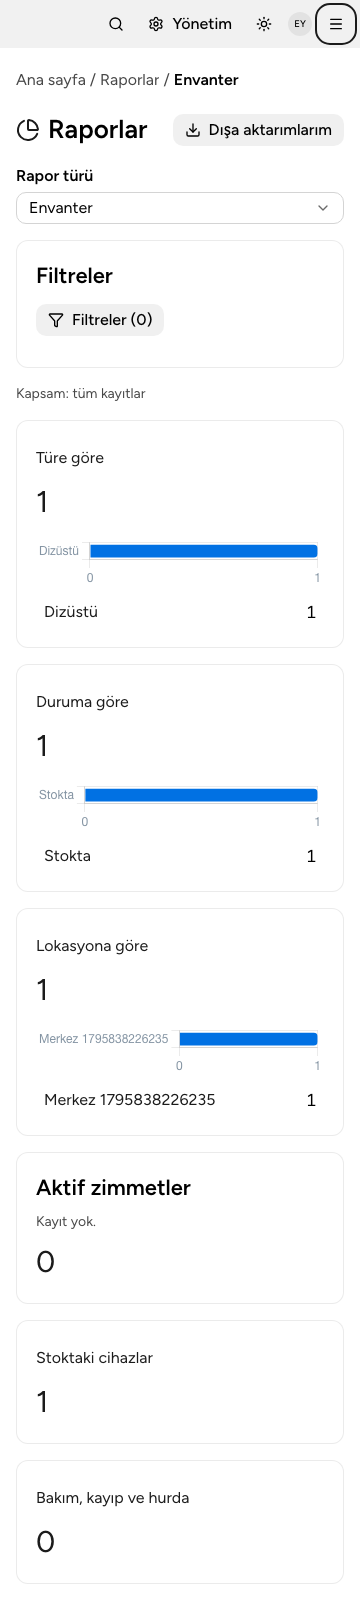 Yönetim
EY
Ana sayfa / Raporlar / Envanter
Raporlar
Dışa aktarımlarım
Rapor türü
Envanter
Filtreler
Filtreler (0)
Kapsam: tüm kayıtlar
Türe göre
1
Dizüstü
0 1
Dizüstü 1
Duruma göre
1
Stokta
0 1
Stokta 1
Lokasyona göre
1
Merkez 1795838226235
0 1
Merkez 1795838226235 1
Aktif zimmetler
Kayıt yok.
0
Stoktaki cihazlar
1
Bakım, kayıp ve hurda
0